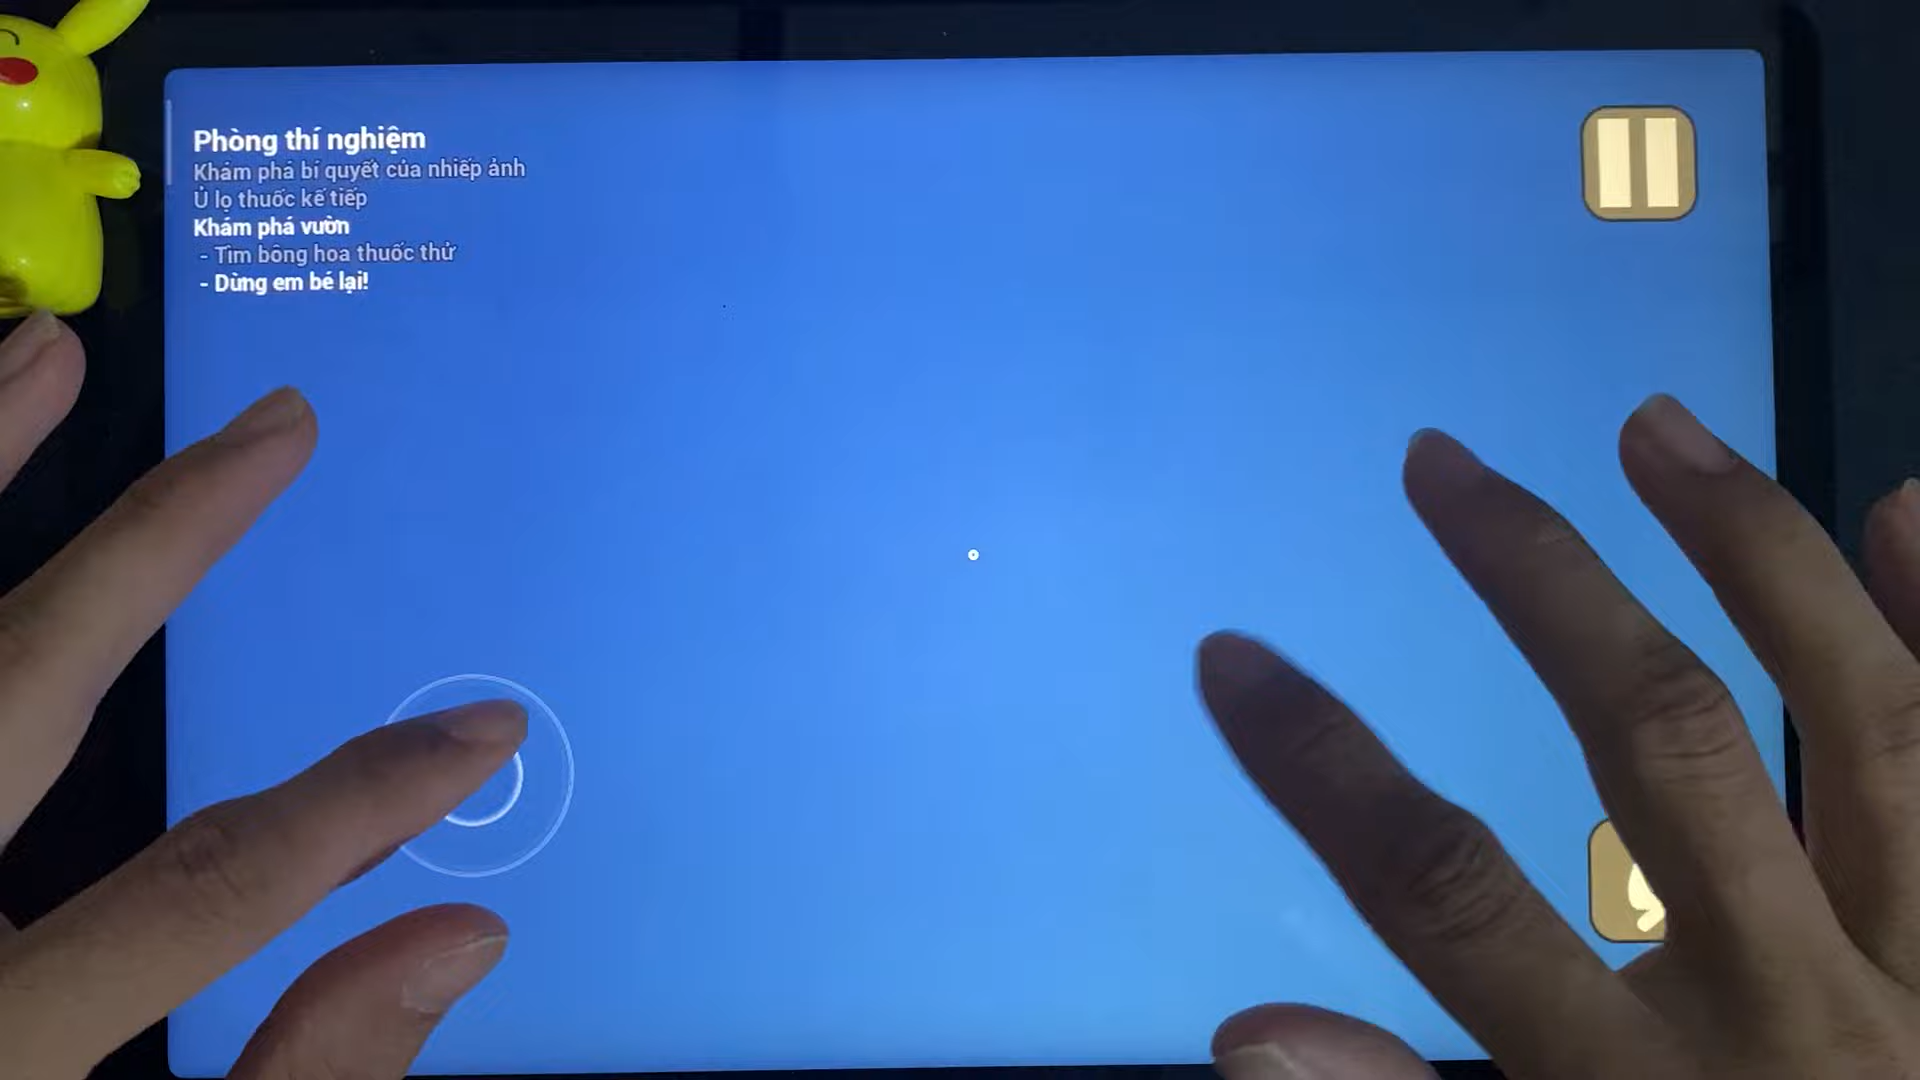 Phòng thí nghiệm
Khám phá bí quyết của nhiếp ảnh
Ủ lọ thuốc kế tiếp
Khám phá vườn
- Tìm bông hoa thuốc thử
- Dừng em bé lại!